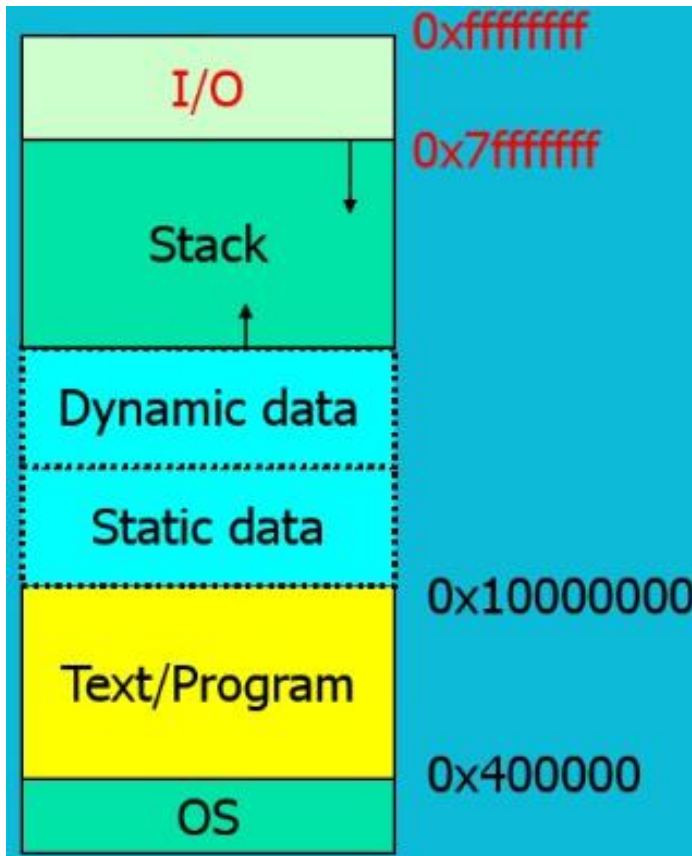 0xffffffff
I/O
0x7fffffff
Stack
Dynamic data
Static data
0x10000000
Text/Program
0x400000
OS